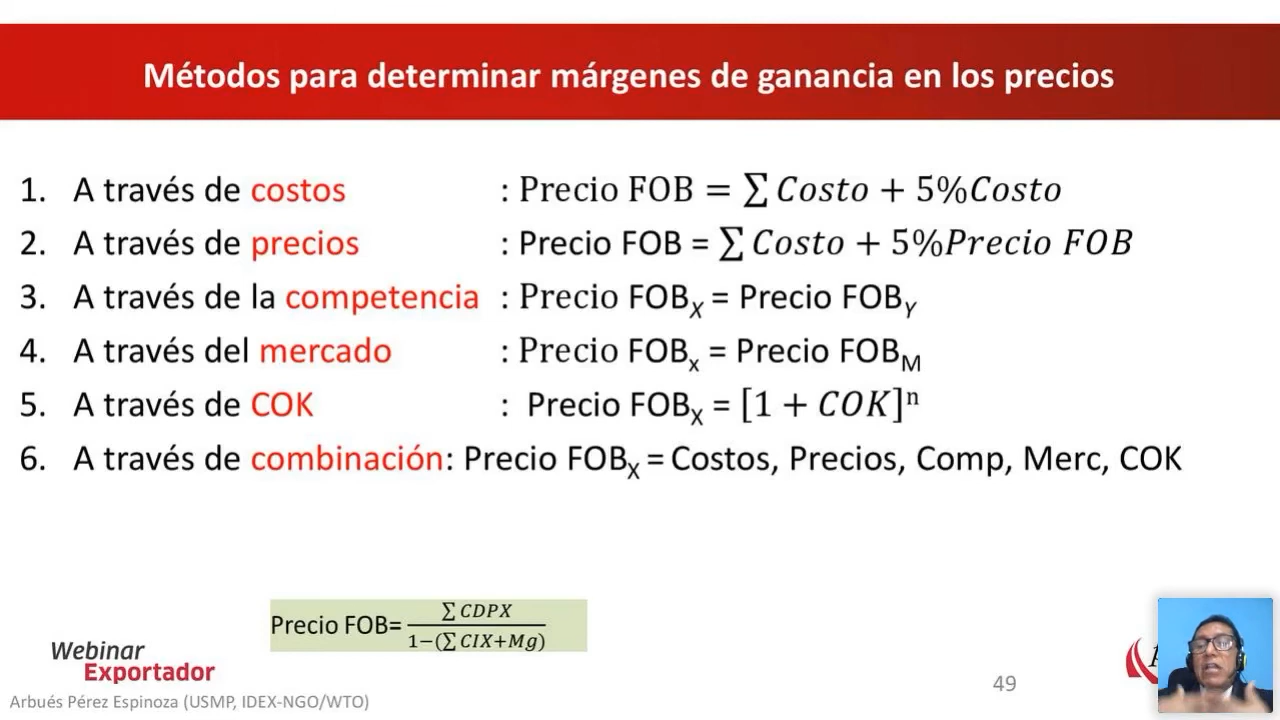 Métodos para determinar márgenes de ganancia en los precios
1. A través de costos : Precio FOB = ∑ Costo + 5%Costo
2. A través de precios : Precio FOB = ∑ Costo + 5%Precio FOB
3. A través de la competencia : Precio FOB_X = Precio FOB_Y
4. A través del mercado : Precio FOB_x = Precio FOB_M
5. A través de COK : Precio FOB_X = [1 + COK]^n
6. A través de combinación: Precio FOB_X = Costos, Precios, Comp, Merc, COK
Precio FOB= ∑ CDPX / 1−(∑ CIX+Mg)
Webinar
Exportador
49
Arbués Pérez Espinoza (USMP, IDEX-NGO/WTO)